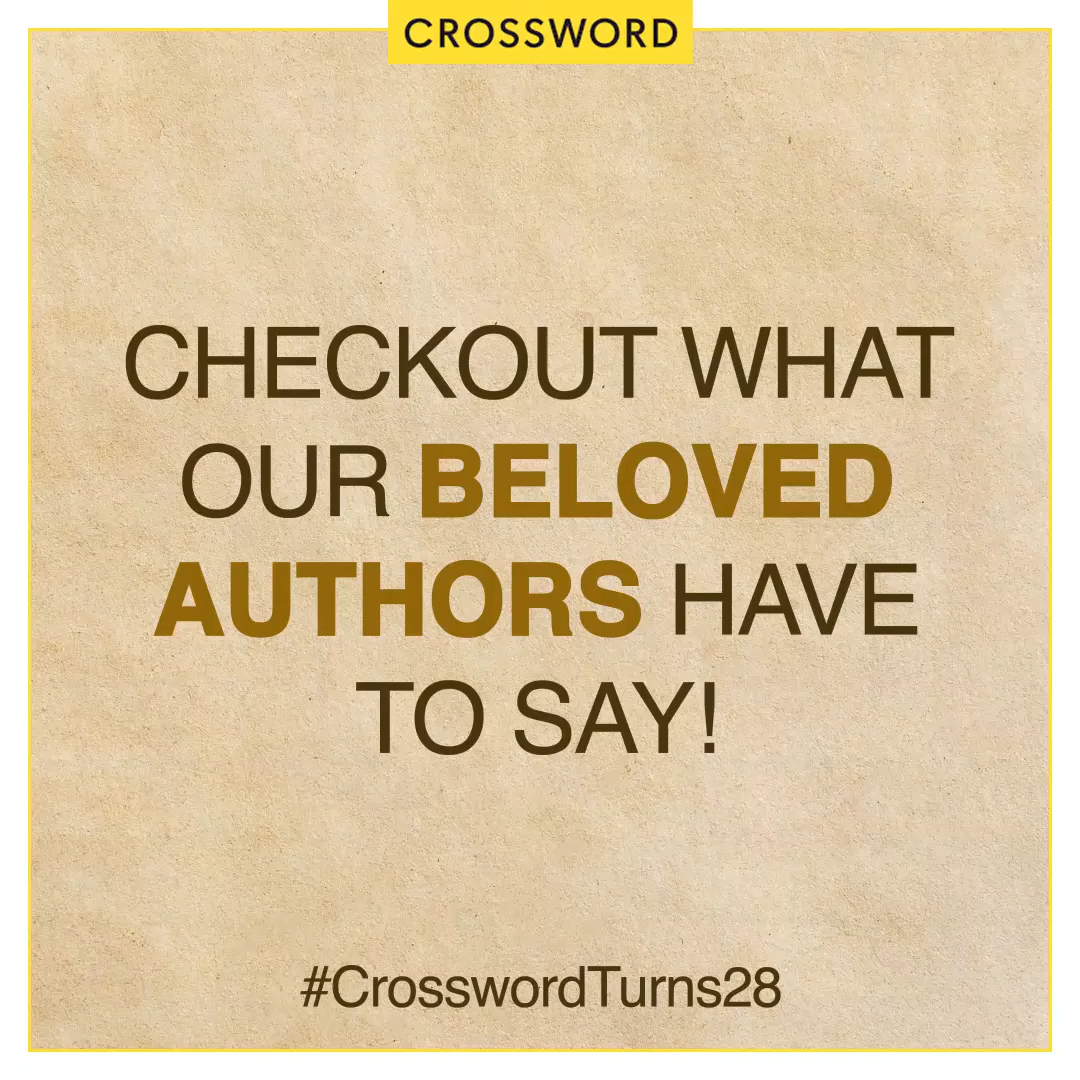 CROSSWORD
CHECKOUT WHAT
OUR BELOVED
AUTHORS HAVE
TO SAY!
#CrosswordTurns28